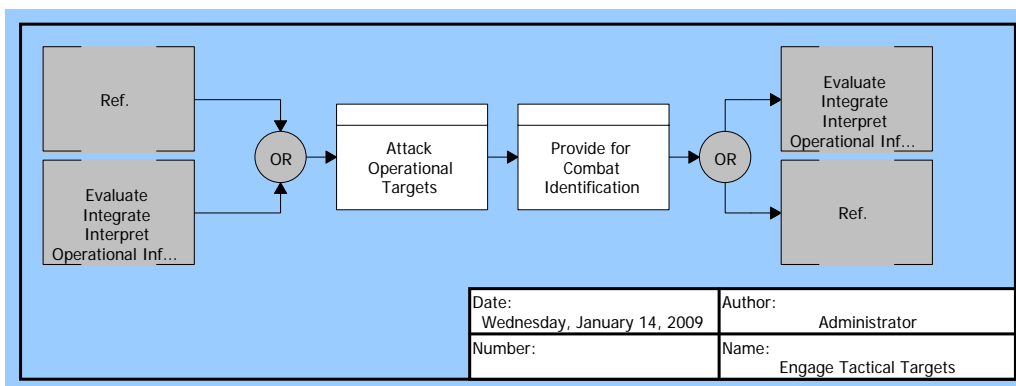 Ref.
Evaluate
Integrate
Interpret
Operational Inf...
OR
Attack
Operational
Targets
Provide for
Combat
Identification
OR
Evaluate
Integrate
Interpret
Operational Inf...
Ref.
Date:
Wednesday, January 14, 2009
Author:
Administrator
Number:
Name:
Engage Tactical Targets